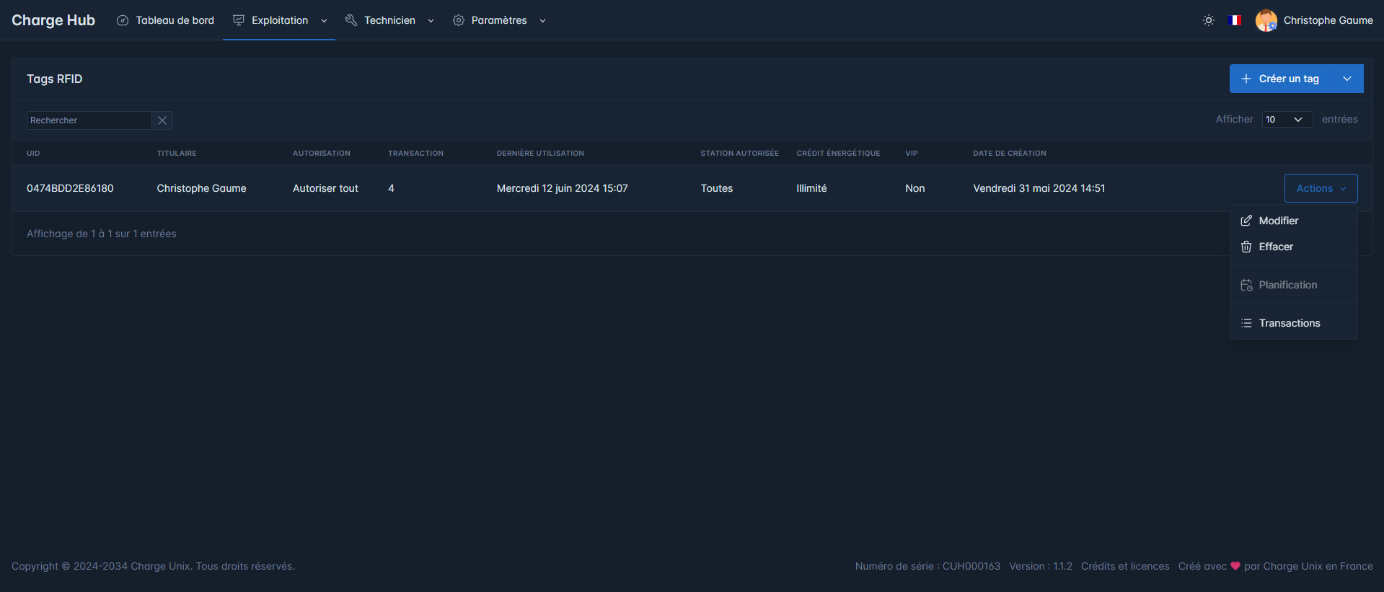 Charge Hub Tableau de bord Exploitation Technicien Paramètres Christophe Gaume
Tags RFID Créer un tag
Rechercher Afficher 10 entrées
UID TITULAIRE AUTORISATION TRANSACTION DERNIÈRE UTILISATION STATION AUTORISÉE CRÉDIT ÉNERGÉTIQUE VIP DATE DE CRÉATION
0474BDD2E86180 Christophe Gaume Autoriser tout 4 Mercredi 12 juin 2024 15:07 Toutes Illimité Non Vendredi 31 mai 2024 14:51 Actions
Modifier
Affichage de 1 à 1 sur 1 entrées
Effacer
Planification
Transactions
Copyright © 2024-2034 Charge Unix. Tous droits réservés. Numéro de série : CUH000163 Version : 1.1.2 Crédits et licences Créé avec ❤ par Charge Unix en France